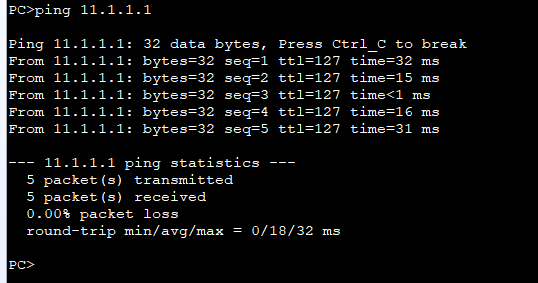 PC>ping 11.1.1.1
Ping 11.1.1.1: 32 data bytes, Press Ctrl_C to break
From 11.1.1.1: bytes=32 seq=1 ttl=127 time=32 ms
From 11.1.1.1: bytes=32 seq=2 ttl=127 time=15 ms
From 11.1.1.1: bytes=32 seq=3 ttl=127 time<1 ms
From 11.1.1.1: bytes=32 seq=4 ttl=127 time=16 ms
From 11.1.1.1: bytes=32 seq=5 ttl=127 time=31 ms
--- 11.1.1.1 ping statistics ---
5 packet(s) transmitted
5 packet(s) received
0.00% packet loss
round-trip min/avg/max = 0/18/32 ms
PC>